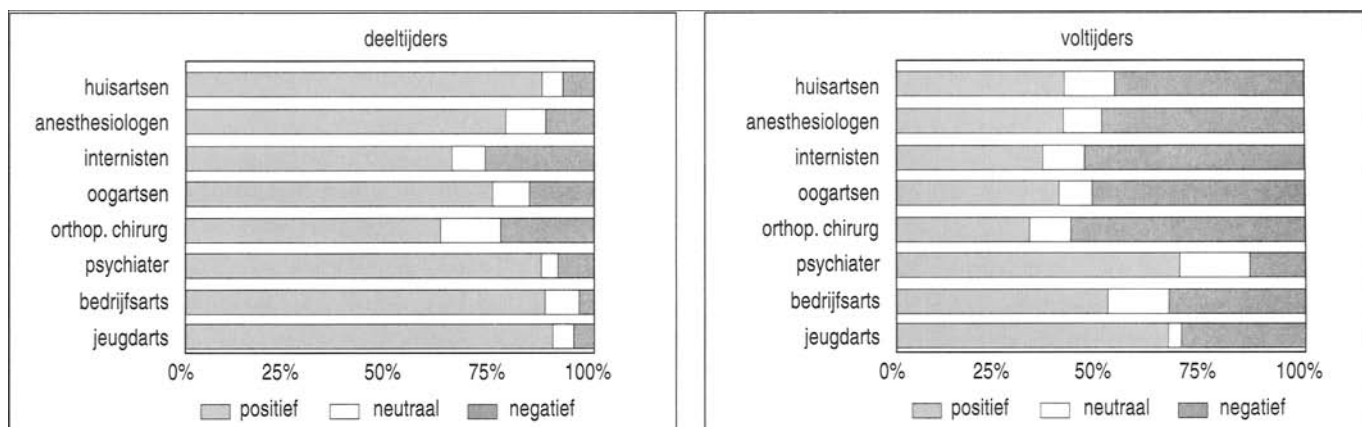 deeltijders
huisartsen
anesthesiologen
internisten
oogartsen
orthop. chirurg
psychiater
bedrijfsarts
jeugdarts
0% 25% 50% 75% 100%
positief neutraal negatief
voltijders
huisartsen
anesthesiologen
internisten
oogartsen
orthop. chirurg
psychiater
bedrijfsarts
jeugdarts
0% 25% 50% 75% 100%
positief neutraal negatief